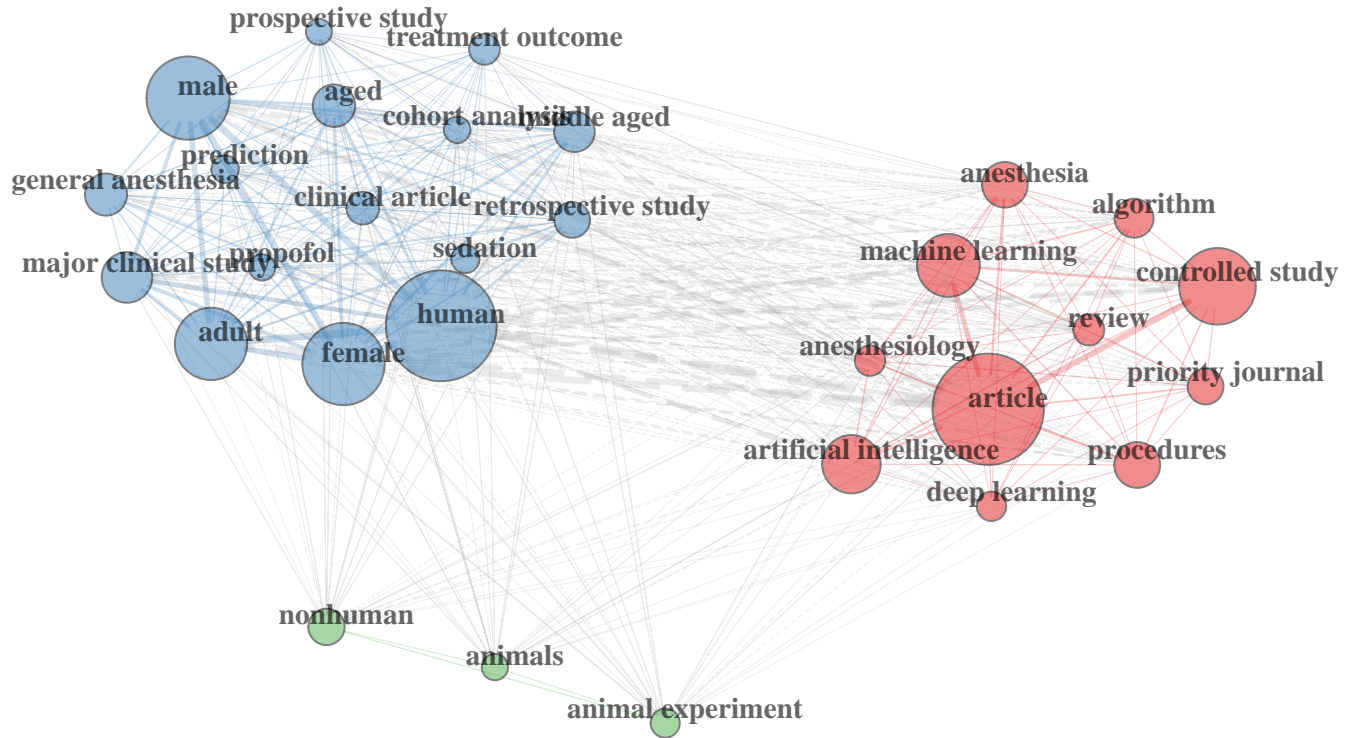 prospective study
treatment outcome
male
aged
cohort analysis
middle aged
prediction
general anesthesia
clinical article
retrospective study
major clinical study
propofol
sedation
human
adult
female
anesthesia
algorithm
machine learning
controlled study
review
anesthesiology
priority journal
article
artificial intelligence
procedures
deep learning
nonhuman
animals
animal experiment